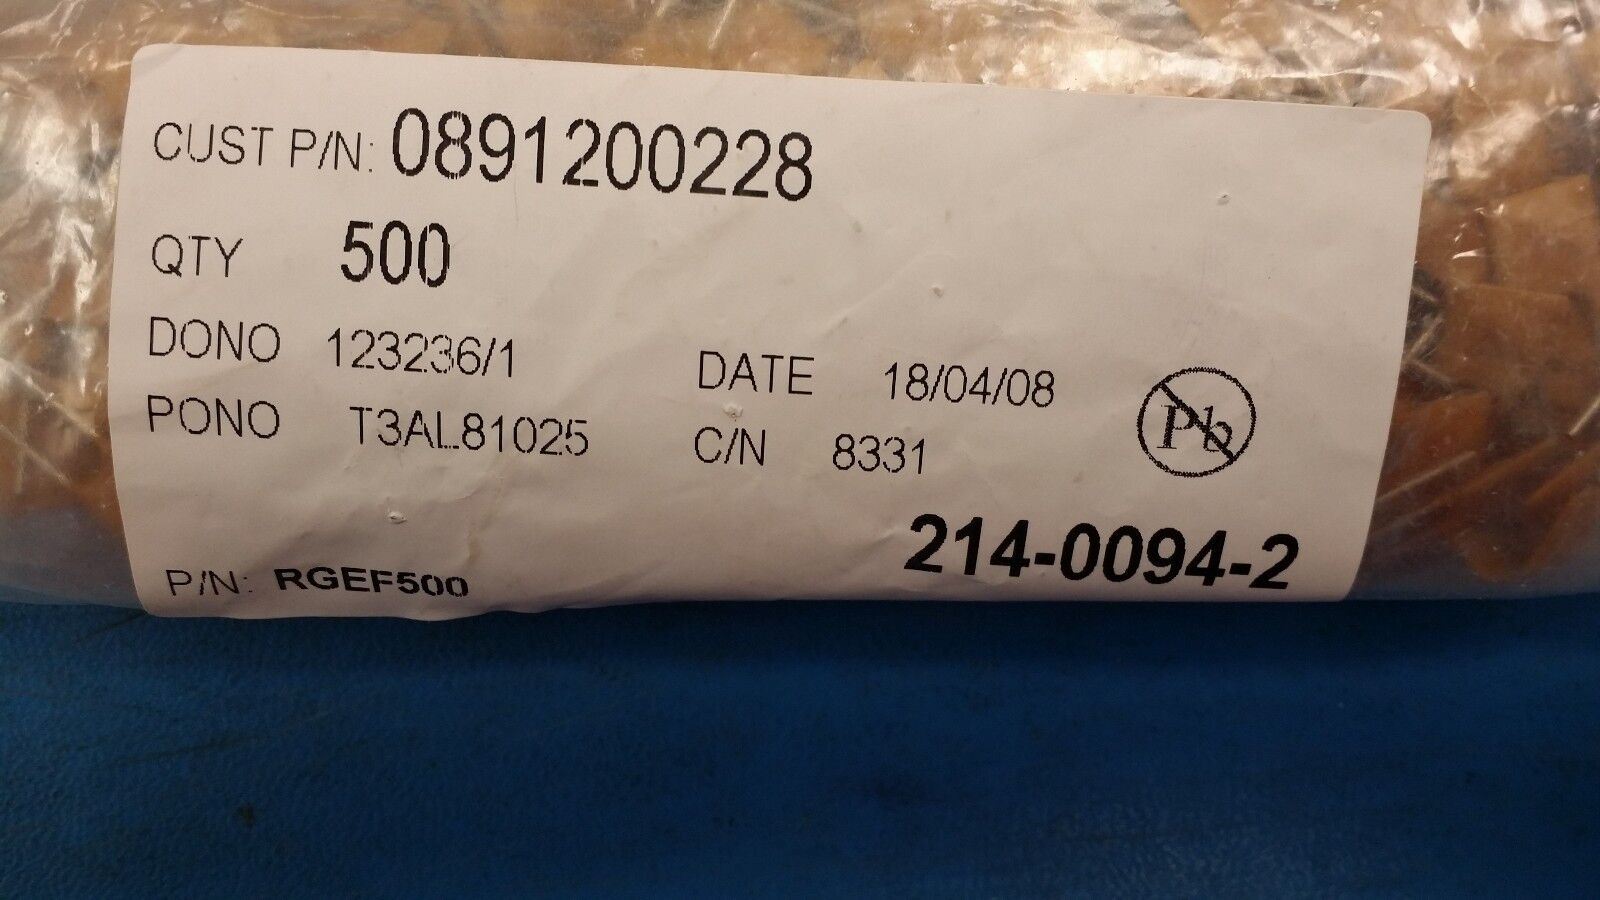 CUST P/N: 0891200228
QTY 500
DONO 123236/1 DATE 18/04/08
PONO T3AL81025 C/N 8331
Pb
214-0094-2
P/N: RGEF500